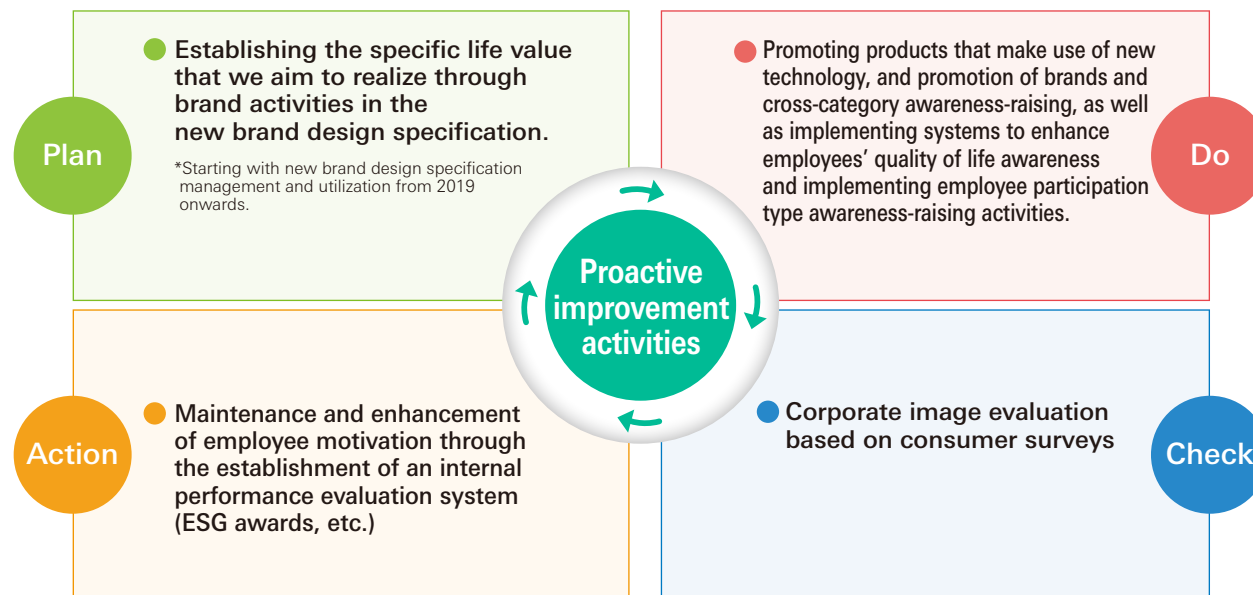 Plan
Establishing the specific life value
that we aim to realize through
brand activities in the
new brand design specification.
*Starting with new brand design specification
management and utilization from 2019
onwards.
Do
Promoting products that make use of new
technology, and promotion of brands and
cross-category awareness-raising, as well
as implementing systems to enhance
employees’ quality of life awareness
and implementing employee participation
type awareness-raising activities.
Proactive
improvement
activities
Action
Maintenance and enhancement
of employee motivation through
the establishment of an internal
performance evaluation system
(ESG awards, etc.)
Corporate image evaluation
based on consumer surveys
Check